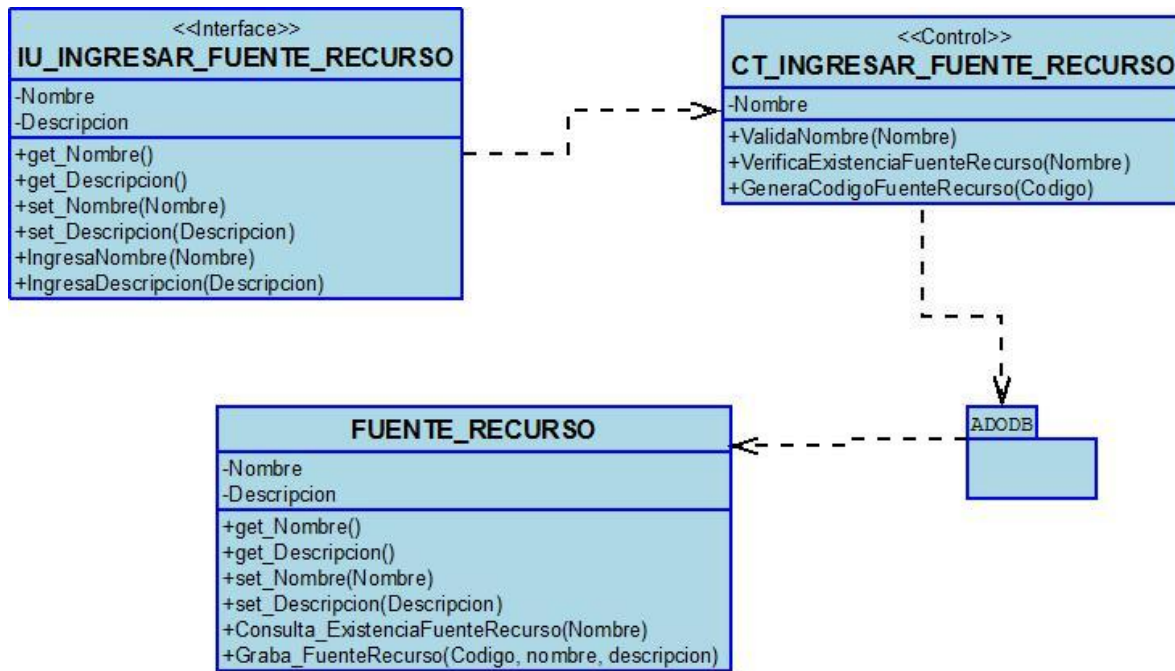 <<Interface>>
IU_INGRESAR_FUENTE_RECURSO
-Nombre
-Descripcion
+get_Nombre()
+get_Descripcion()
+set_Nombre(Nombre)
+set_Descripcion(Descripcion)
+IngresaNombre(Nombre)
+IngresaDescripcion(Descripcion)
<<Control>>
CT_INGRESAR_FUENTE_RECURSO
-Nombre
+ValidaNombre(Nombre)
+VerificaExistenciaFuenteRecurso(Nombre)
+GeneraCodigoFuenteRecurso(Codigo)
FUENTE_RECURSO
-Nombre
-Descripcion
+get_Nombre()
+get_Descripcion()
+set_Nombre(Nombre)
+set_Descripcion(Descripcion)
+Consulta_ExistenciaFuenteRecurso(Nombre)
+Graba_FuenteRecurso(Codigo, nombre, descripcion)
ADODB